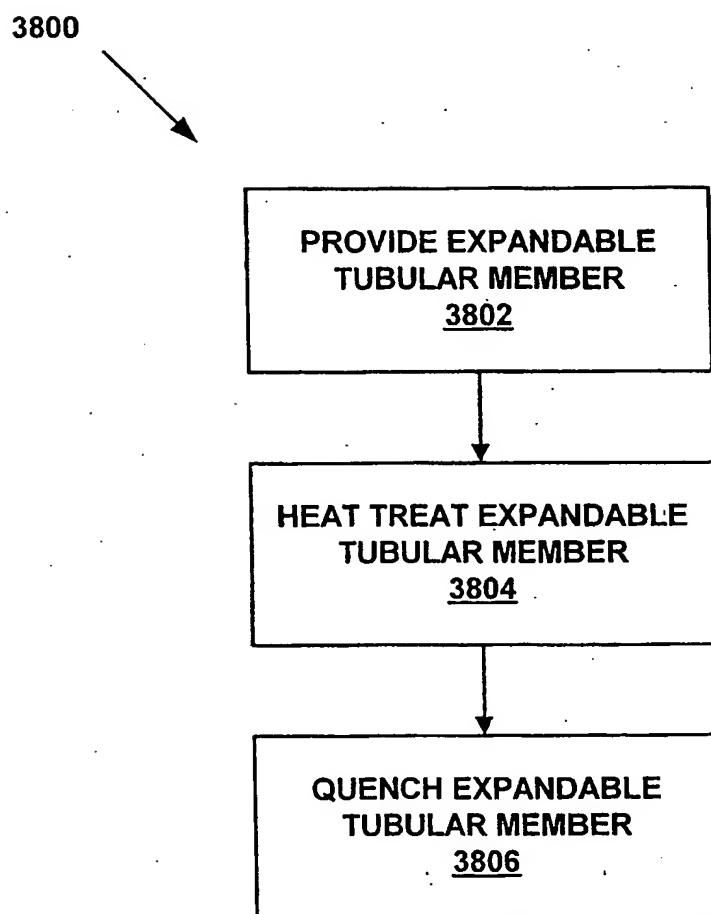 3800
PROVIDE EXPANDABLE
TUBULAR MEMBER
3802
HEAT TREAT EXPANDABLE
TUBULAR MEMBER
3804
QUENCH EXPANDABLE
TUBULAR MEMBER
3806